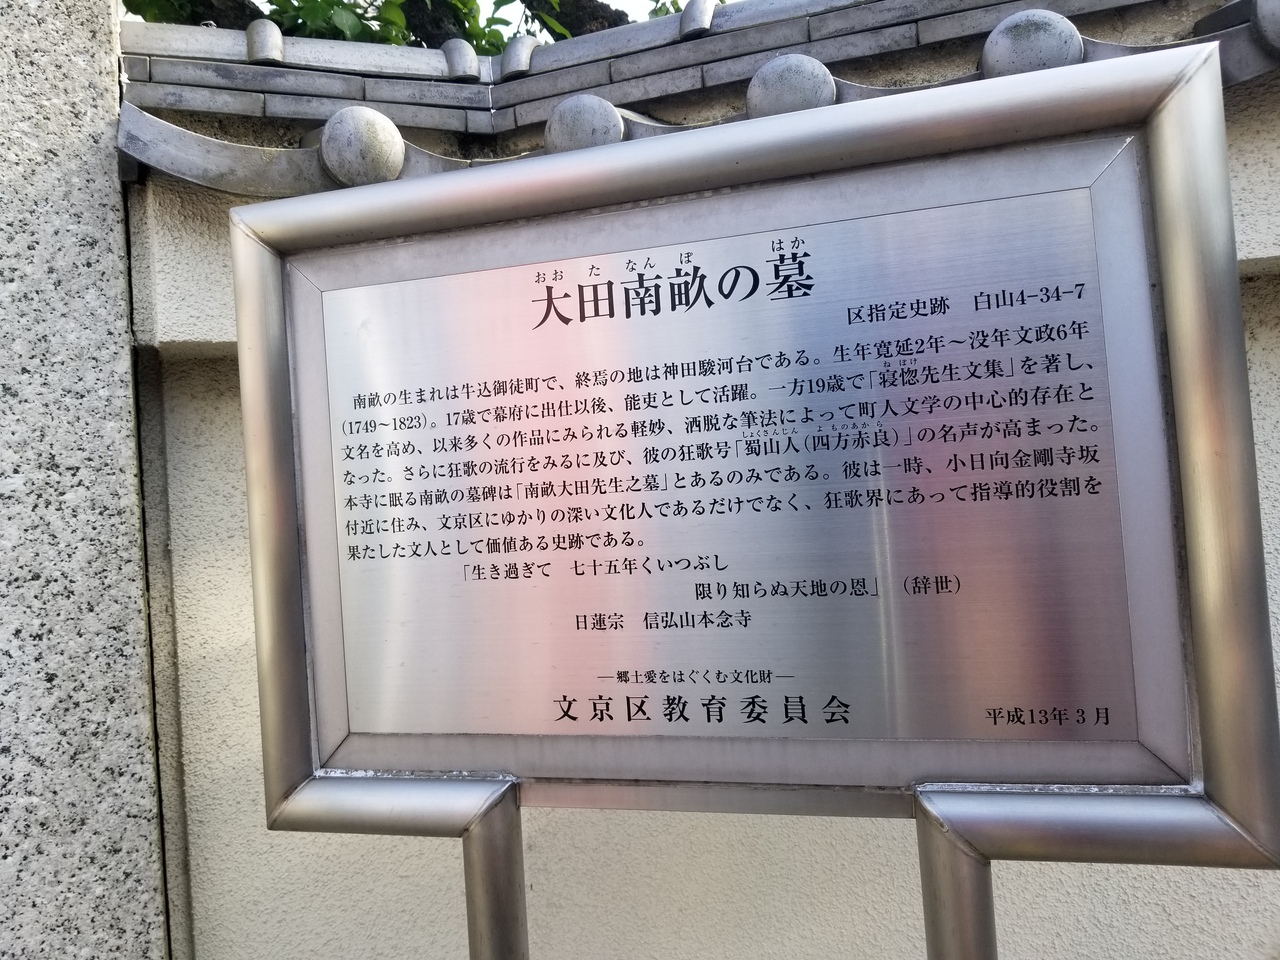 おおたなんぽ はか
大田南畝の墓
区指定史跡 白山4-34-7
南畝の生まれは牛込御徒町で、終焉の地は神田駿河台である。生年寛延2年～没年文政6年
ねぼけ
(1749～1823)。17歳で幕府に出仕以後、能吏として活躍。一方19歳で「寝惚先生文集」を著し、
文名を高め、以来多くの作品にみられる軽妙、洒脱な筆法によって町人文学の中心的存在と
しょくさんじん よものあから
なった。さらに狂歌の流行をみるに及び、彼の狂歌号「蜀山人(四方赤良)」の名声が高まった。
本寺に眠る南畝の墓碑は「南畝大田先生之墓」とあるのみである。彼は一時、小日向金剛寺坂
付近に住み、文京区にゆかりの深い文化人であるだけでなく、狂歌界にあって指導的役割を
果たした文人として価値ある史跡である。
「生き過ぎて 七十五年くいつぶし
限り知らぬ天地の恩」 (辞世)
日蓮宗 信弘山本念寺
―郷土愛をはぐくむ文化財―
文京区教育委員会
平成13年3月